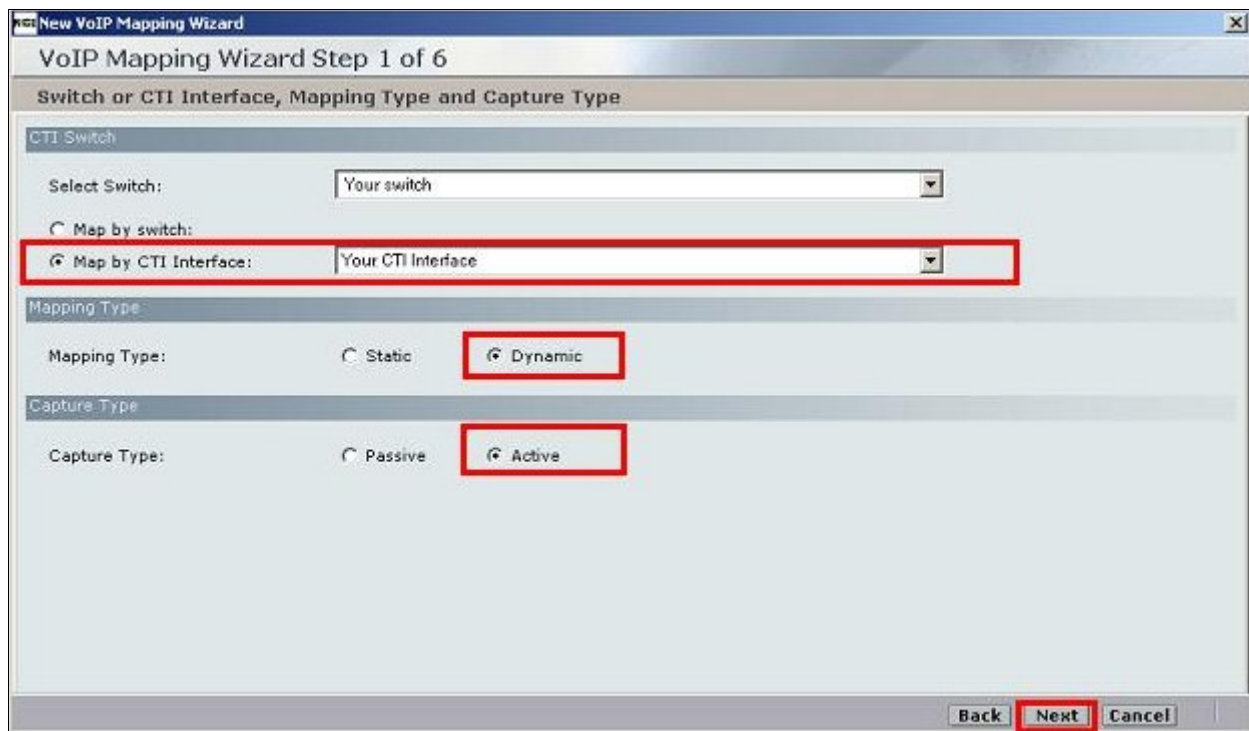 NICE New VoIP Mapping Wizard
VoIP Mapping Wizard Step 1 of 6
Switch or CTI Interface, Mapping Type and Capture Type
CTI Switch
Select Switch: Your switch
Map by switch:
Map by CTI Interface: Your CTI Interface
Mapping Type
Mapping Type: Static Dynamic
Capture Type
Capture Type: Passive Active
Back Next Cancel